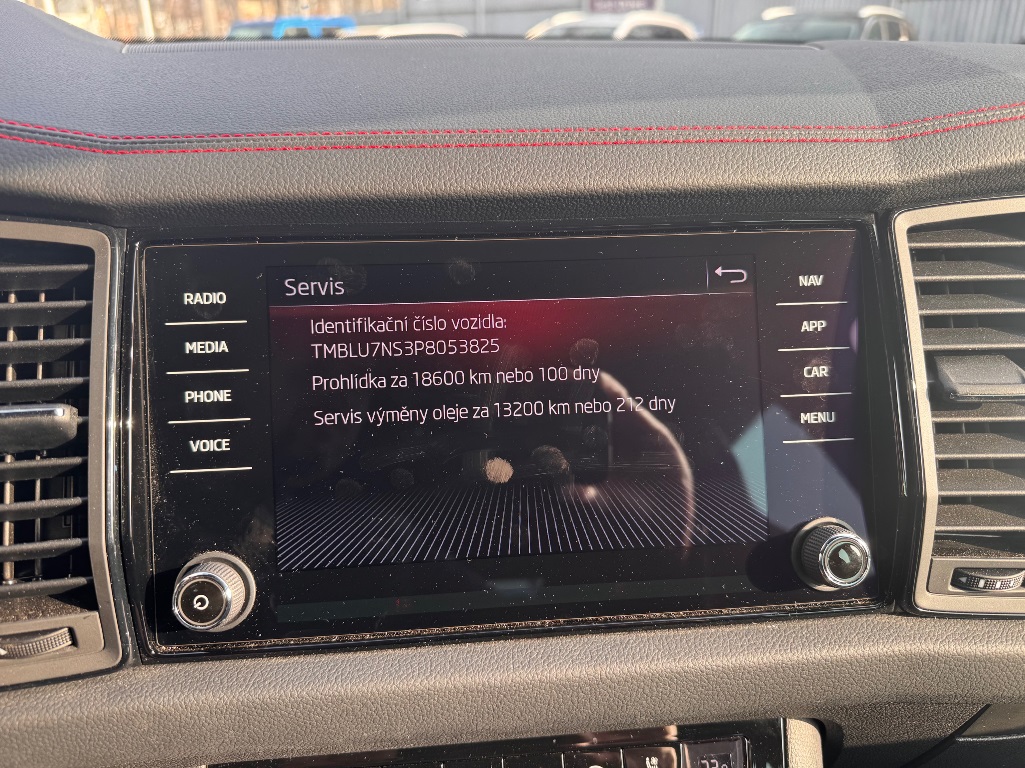 Servis
RADIO
MEDIA
PHONE
VOICE
Identifikační číslo vozidla:
TMBLU7NS3P8053825
Prohlídka za 18600 km nebo 100 dny
Servis výměny oleje za 13200 km nebo 212 dny
NAV
APP
CAR
MENU